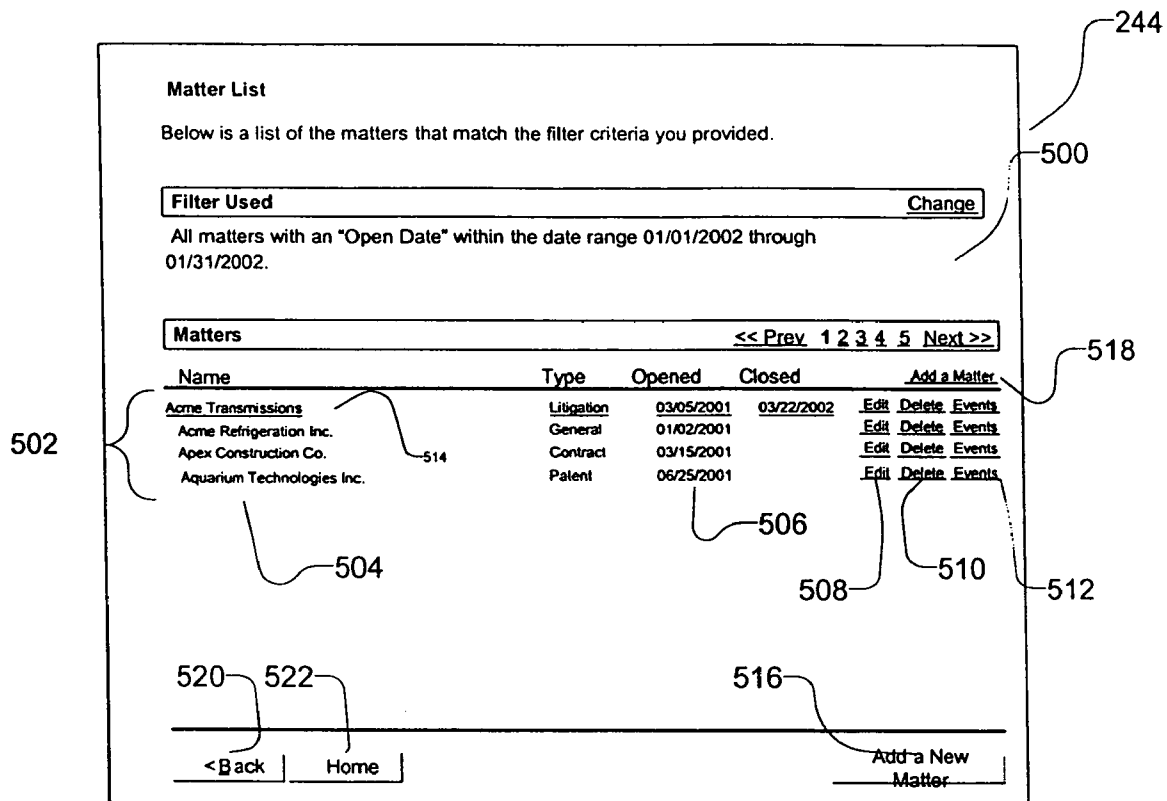 244
Matter List
Below is a list of the matters that match the filter criteria you provided.
500
Filter Used Change
All matters with an "Open Date" within the date range 01/01/2002 through
01/31/2002.
Matters << Prev 1 2 3 4 5 Next >>
518
Name Type Opened Closed Add a Matter
Acme Transmissions Litigation 03/05/2001 03/22/2002 Edit Delete Events
502
Acme Refrigeration Inc. General 01/02/2001 Edit Delete Events
514
Apex Construction Co. Contract 03/15/2001 Edit Delete Events
Aquarium Technologies Inc. Patent 06/25/2001 Edit Delete Events
506
504
508
510
512
520 522 516
<Back Home Add a New
Matter